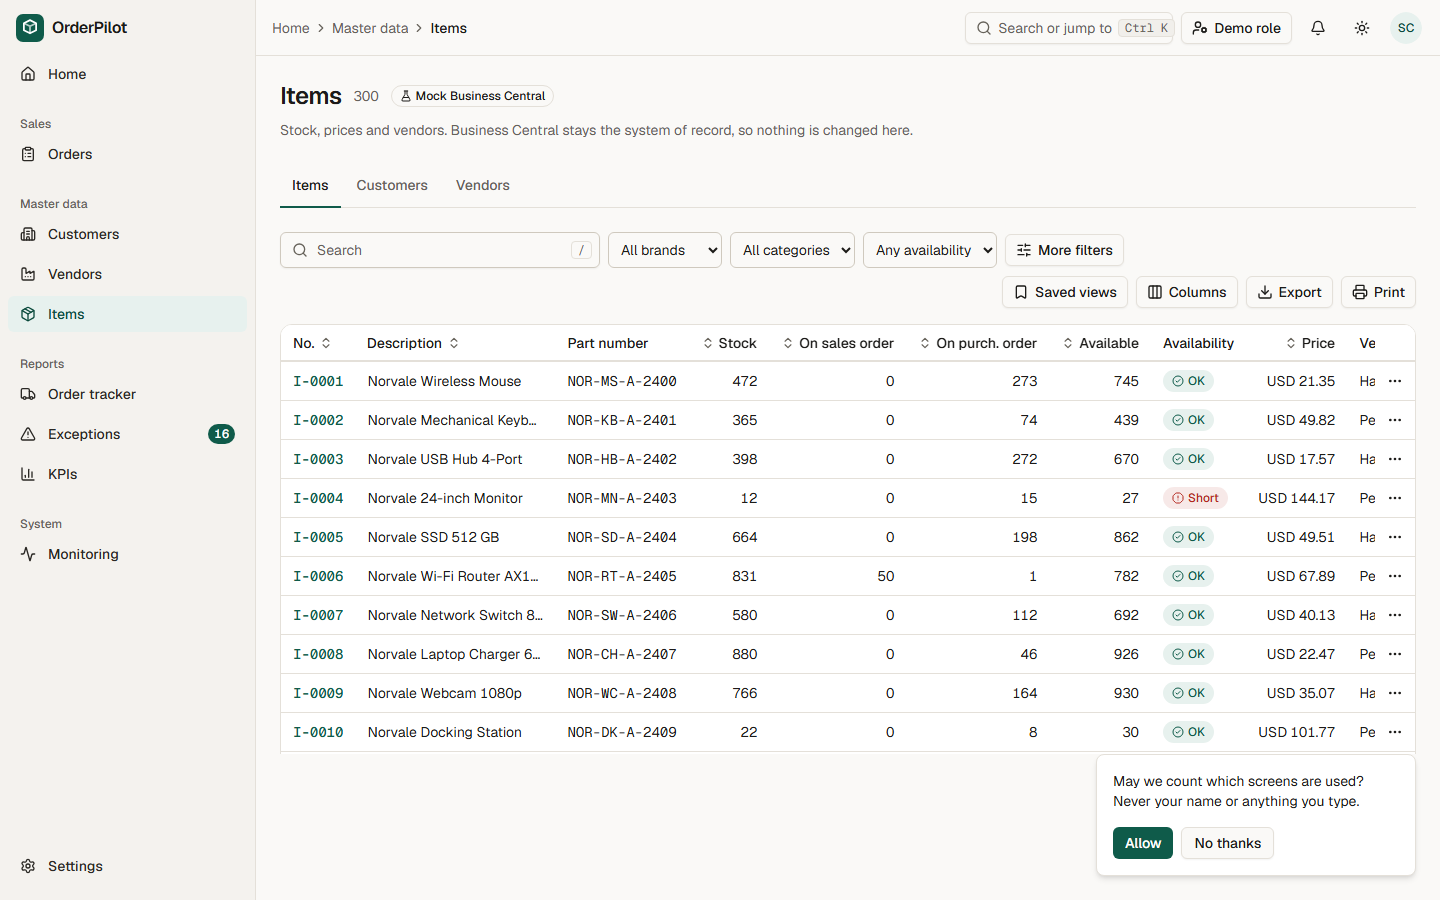 OrderPilot
Home
Sales
Orders
Master data
Customers
Vendors
Items
Reports
Order tracker
Exceptions 16
KPIs
System
Monitoring
Settings
Home > Master data > Items
Search or jump to Ctrl K
Demo role
SC
Items 300 Mock Business Central
Stock, prices and vendors. Business Central stays the system of record, so nothing is changed here.
Items Customers Vendors
Search /
All brands
All categories
Any availability
More filters
Saved views
Columns
Export
Print
No. Description Part number Stock On sales order On purch. order Available Availability Price Ve
I-0001 Norvale Wireless Mouse NOR-MS-A-2400 472 0 273 745 OK USD 21.35 Ha ...
I-0002 Norvale Mechanical Keyb... NOR-KB-A-2401 365 0 74 439 OK USD 49.82 Pe ...
I-0003 Norvale USB Hub 4-Port NOR-HB-A-2402 398 0 272 670 OK USD 17.57 Ha ...
I-0004 Norvale 24-inch Monitor NOR-MN-A-2403 12 0 15 27 Short USD 144.17 Pe ...
I-0005 Norvale SSD 512 GB NOR-SD-A-2404 664 0 198 862 OK USD 49.51 Ha ...
I-0006 Norvale Wi-Fi Router AX1... NOR-RT-A-2405 831 50 1 782 OK USD 67.89 Pe ...
I-0007 Norvale Network Switch 8... NOR-SW-A-2406 580 0 112 692 OK USD 40.13 Ha ...
I-0008 Norvale Laptop Charger 6... NOR-CH-A-2407 880 0 46 926 OK USD 22.47 Pe ...
I-0009 Norvale Webcam 1080p NOR-WC-A-2408 766 0 164 930 OK USD 35.07 Ha ...
I-0010 Norvale Docking Station NOR-DK-A-2409 22 0 8 30 OK USD 101.77 Pe ...
May we count which screens are used?
Never your name or anything you type.
Allow
No thanks